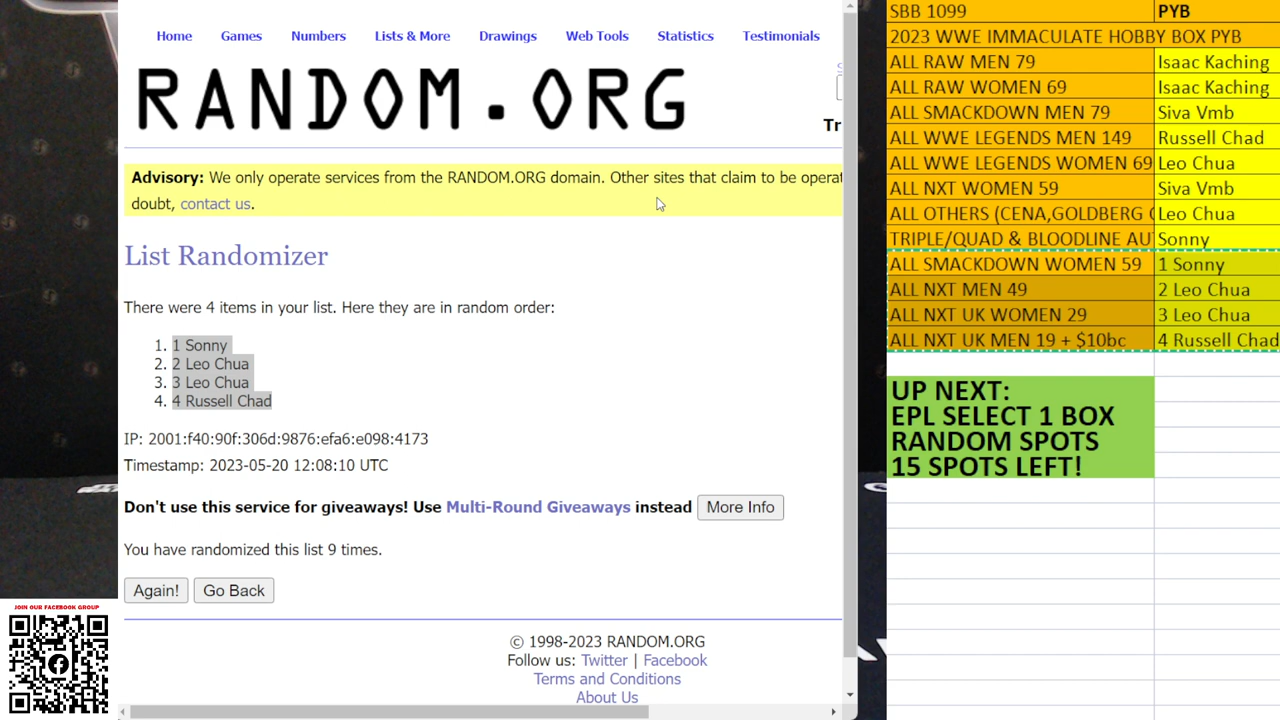 Home Games Numbers Lists & More Drawings Web Tools Statistics Testimonials
RANDOM.ORG
Tr
Advisory: We only operate services from the RANDOM.ORG domain. Other sites that claim to be operat
doubt, contact us.
List Randomizer
There were 4 items in your list. Here they are in random order:
1. 1 Sonny
2. 2 Leo Chua
3. 3 Leo Chua
4. 4 Russell Chad
IP: 2001:f40:90f:306d:9876:efa6:e098:4173
Timestamp: 2023-05-20 12:08:10 UTC
Don't use this service for giveaways! Use Multi-Round Giveaways instead More Info
You have randomized this list 9 times.
Again! Go Back
© 1998-2023 RANDOM.ORG
Follow us: Twitter | Facebook
Terms and Conditions
About Us
JOIN OUR FACEBOOK GROUP
SBB 1099 PYB
2023 WWE IMMACULATE HOBBY BOX PYB
ALL RAW MEN 79 Isaac Kaching
ALL RAW WOMEN 69 Isaac Kaching
ALL SMACKDOWN MEN 79 Siva Vmb
ALL WWE LEGENDS MEN 149 Russell Chad
ALL WWE LEGENDS WOMEN 69 Leo Chua
ALL NXT WOMEN 59 Siva Vmb
ALL OTHERS (CENA,GOLDBERG Leo Chua
TRIPLE/QUAD & BLOODLINE AU Sonny
ALL SMACKDOWN WOMEN 59 1 Sonny
ALL NXT MEN 49 2 Leo Chua
ALL NXT UK WOMEN 29 3 Leo Chua
ALL NXT UK MEN 19 + $10bc 4 Russell Chad
UP NEXT:
EPL SELECT 1 BOX
RANDOM SPOTS
15 SPOTS LEFT!